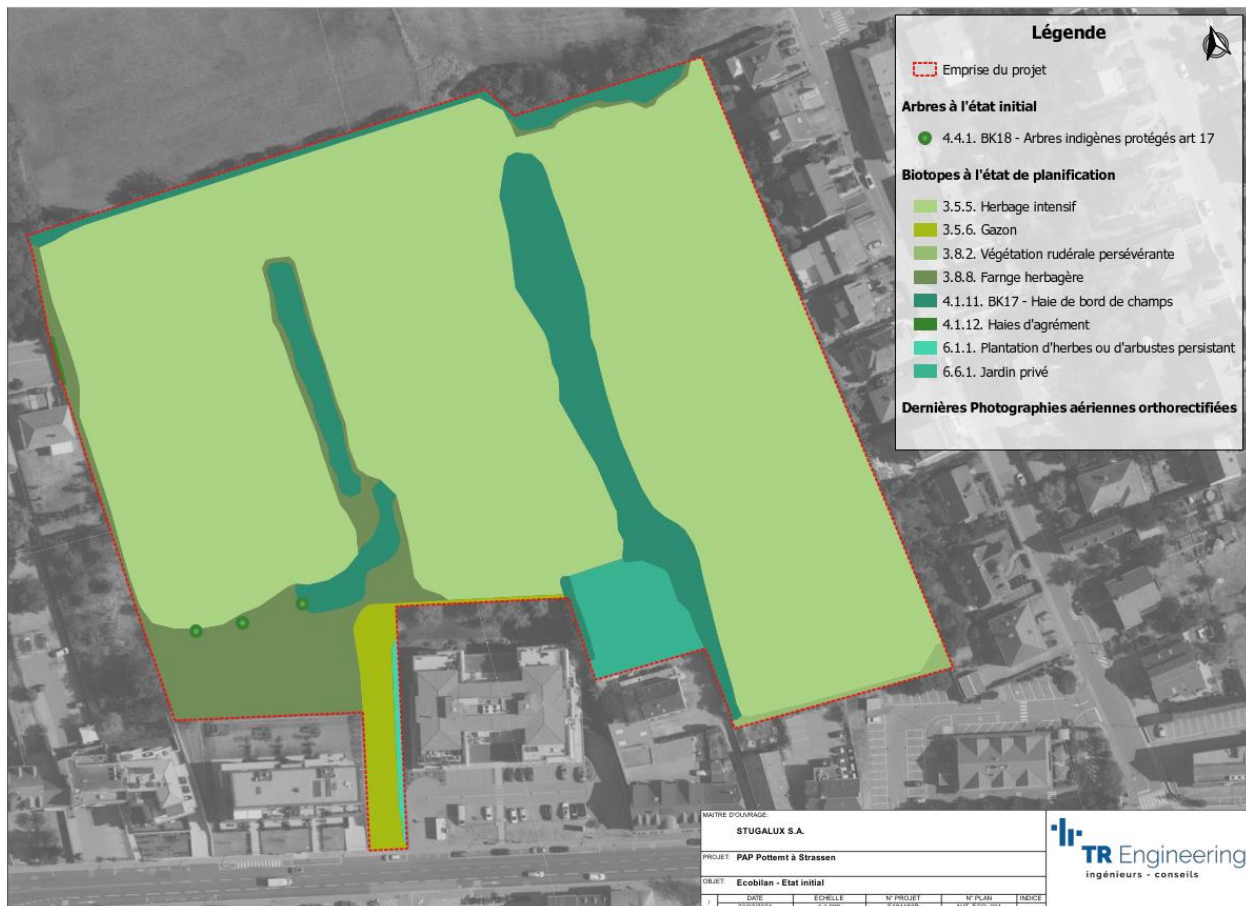 Légende
Emprise du projet
Arbres à l'état initial
4.4.1. BK18 - Arbres indigènes protégés art 17
Biotopes à l'état de planification
3.5.5. Herbage intensif
3.5.6. Gazon
3.8.2. Végétation rudérale persévérante
3.8.8. Farnge herbagère
4.1.11. BK17 - Haie de bord de champs
4.1.12. Haies d'agrément
6.1.1. Plantation d'herbes ou d'arbustes persistant
6.6.1. Jardin privé
Dernières Photographies aériennes orthorectifiées
MAITRE D'OUVRAGE:
STUGALUX S.A.
PROJET: PAP Pottemt à Strassen
OBJET: Ecobilan - Etat initial
DATE ECHELLE N° PROJET N° PLAN INDICE
TR Engineering
ingénieurs - conseils